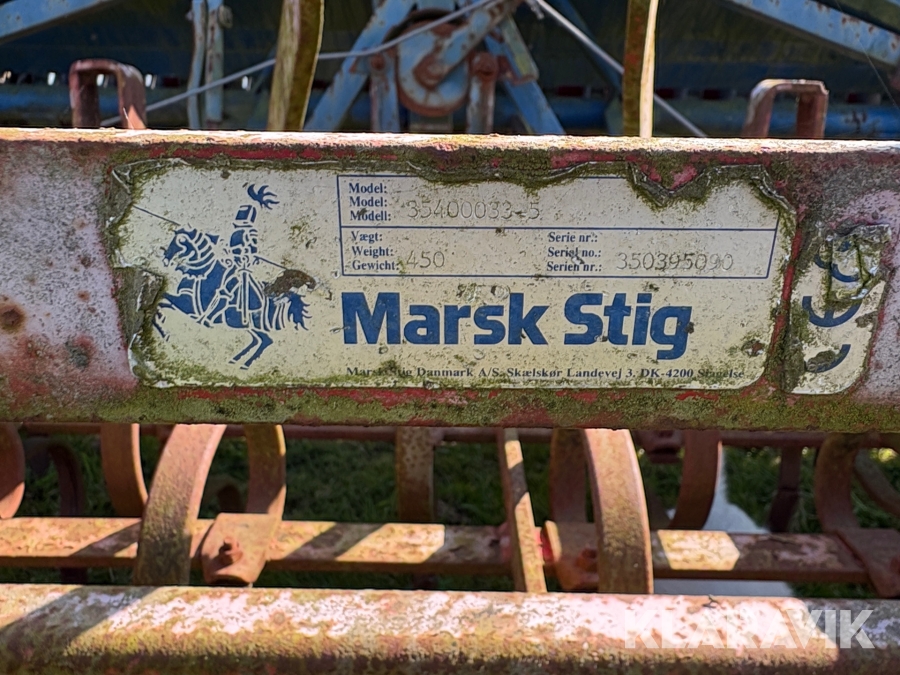 Model:
Model:
Modell: 35400033-5
Vægt:
Weight:
Gewicht: 450
Serie nr.:
Serial no.:
Serien nr.: 350395090
Marsk Stig
Marsk Stig Danmark A/S. Skælskør Landevej 3. DK-4200 Slagelse
KLARAVIK